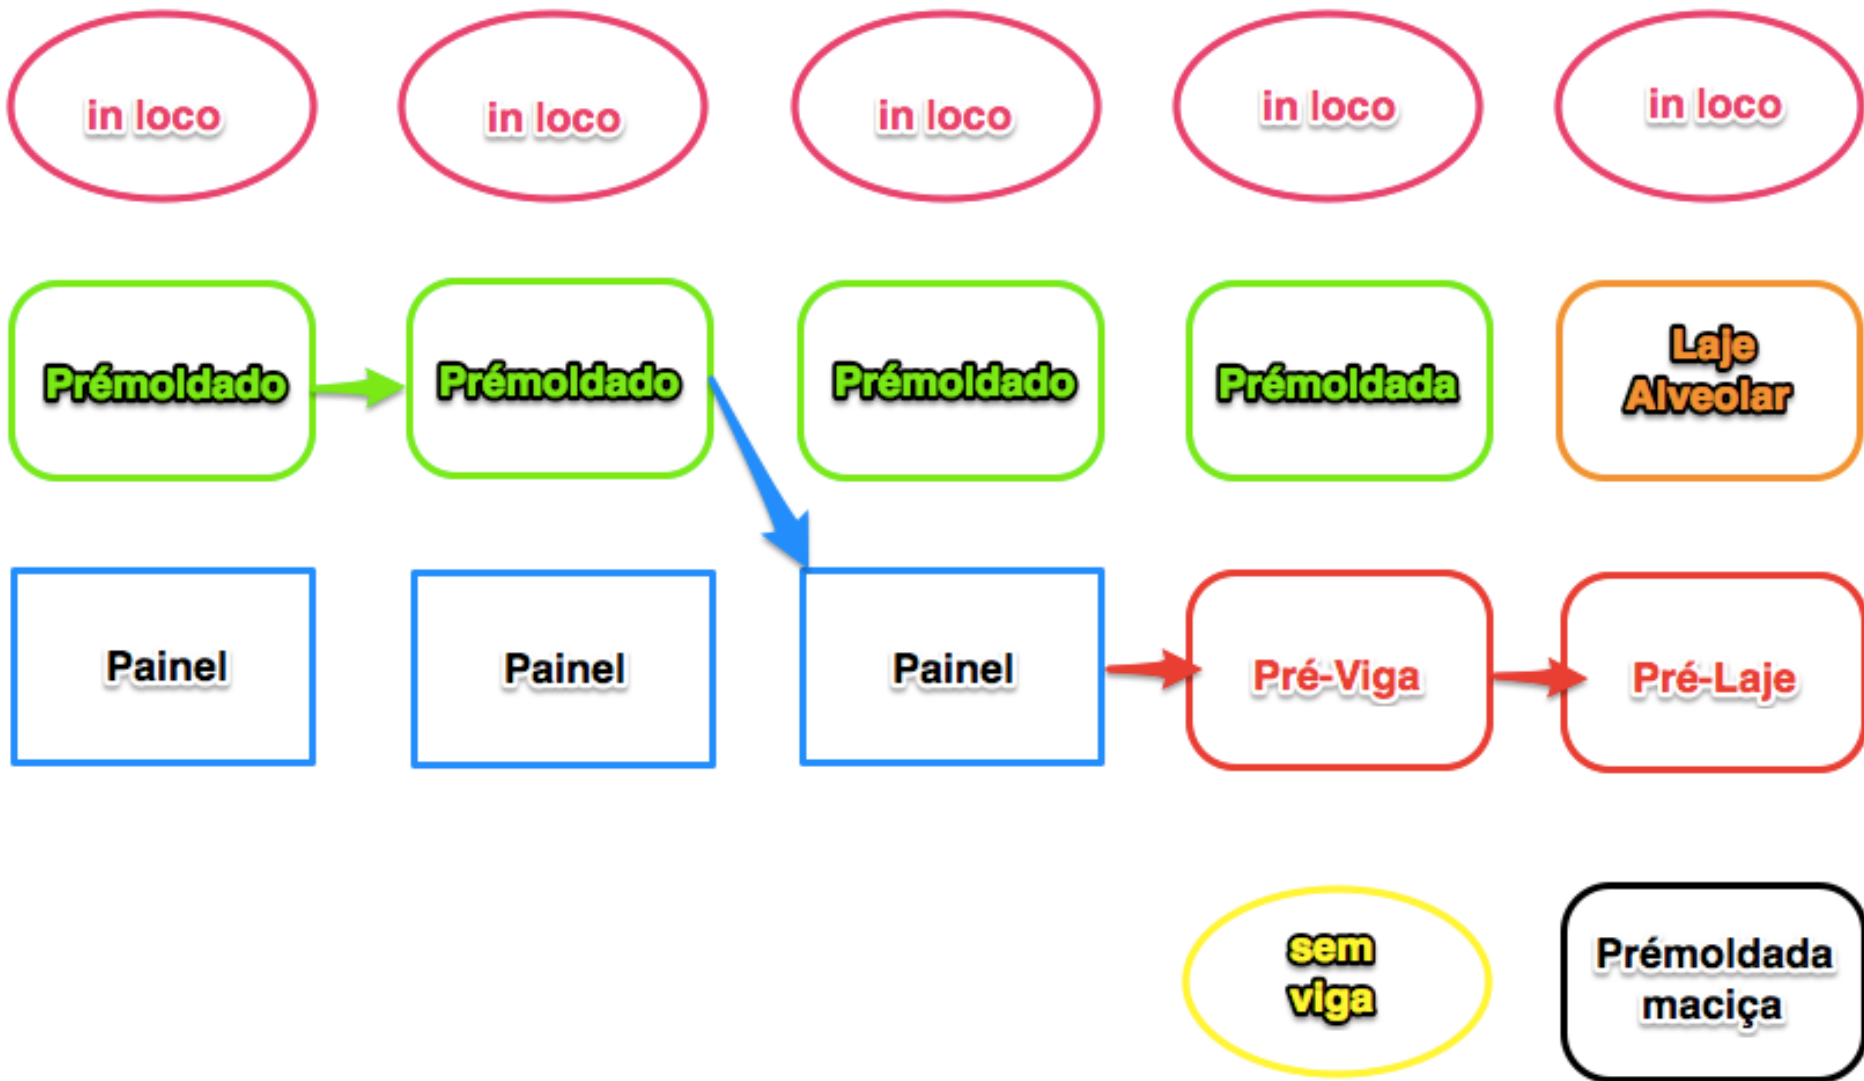 in loco
in loco
in loco
in loco
in loco
Prémoldado
Prémoldado
Prémoldado
Prémoldada
Laje
Alveolar
Painel
Painel
Painel
Pré-Viga
Pré-Laje
sem
viga
Prémoldada
maciça